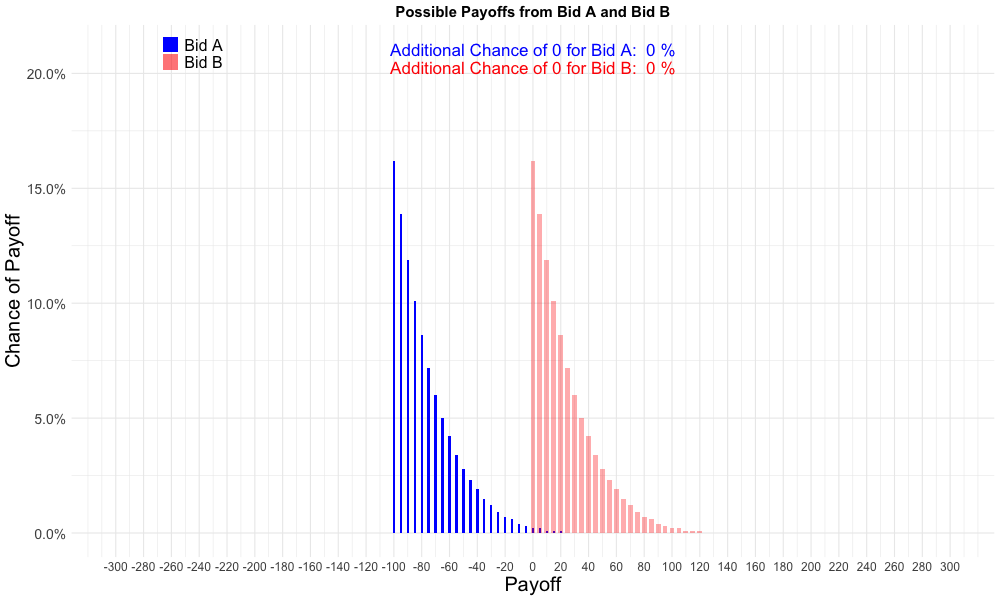 Possible Payoffs from Bid A and Bid B
Bid A
Bid B
Additional Chance of 0 for Bid A:  0 %
Additional Chance of 0 for Bid B:  0 %
Chance of Payoff
20.0%
15.0%
10.0%
5.0%
0.0%
-300 -280 -260 -240 -220 -200 -180 -160 -140 -120 -100 -80 -60 -40 -20 0 20 40 60 80 100 120 140 160 180 200 220 240 260 280 300
Payoff